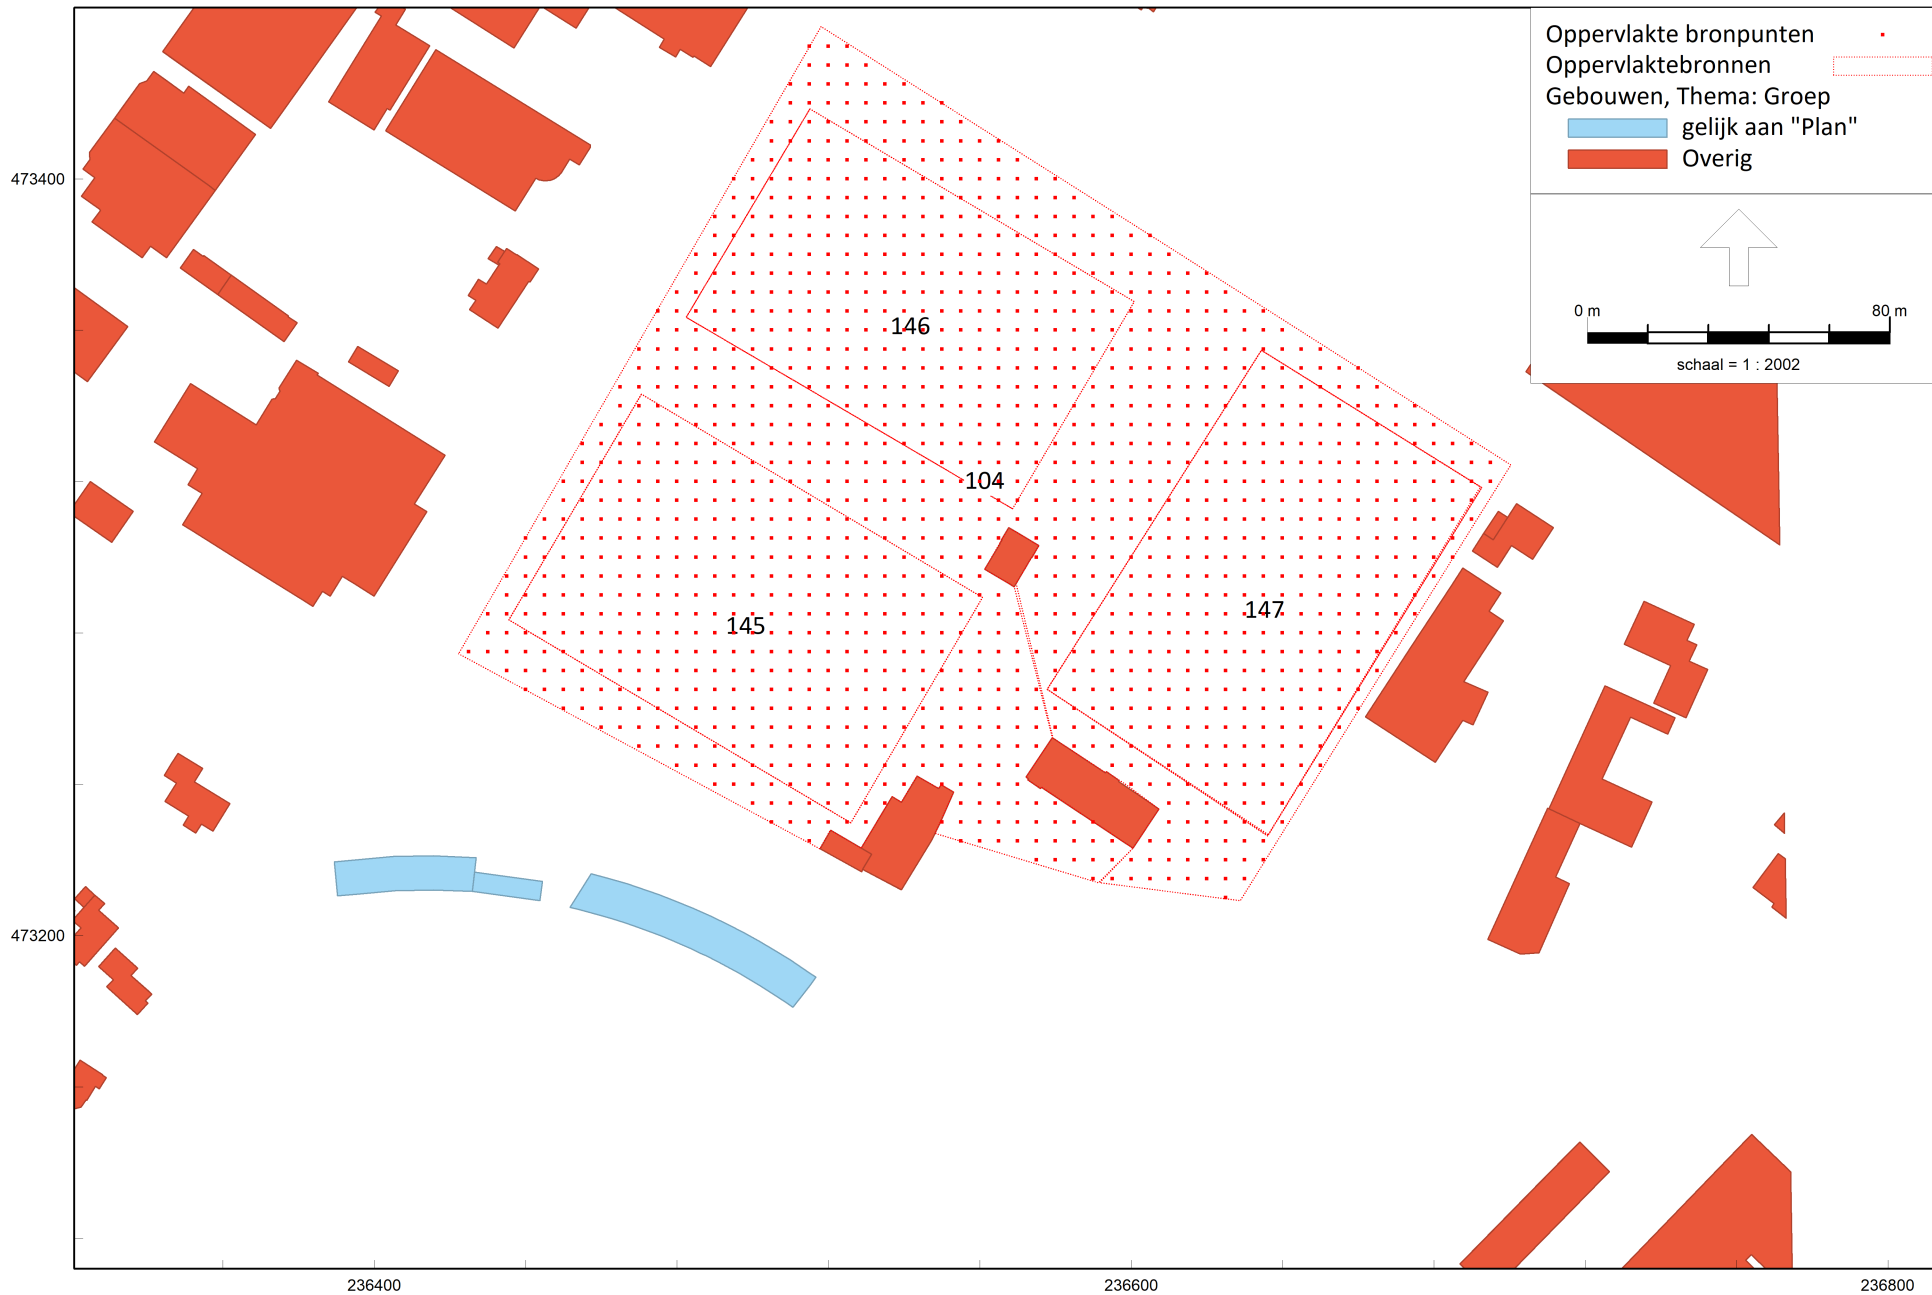 Oppervlakte bronpunten
Oppervlaktebronnen
Gebouwen, Thema: Groep
gelijk aan "Plan"
Overig
0 m 80 m
schaal = 1 : 2002
473400
146
104
147
145
473200
236400 236600 236800